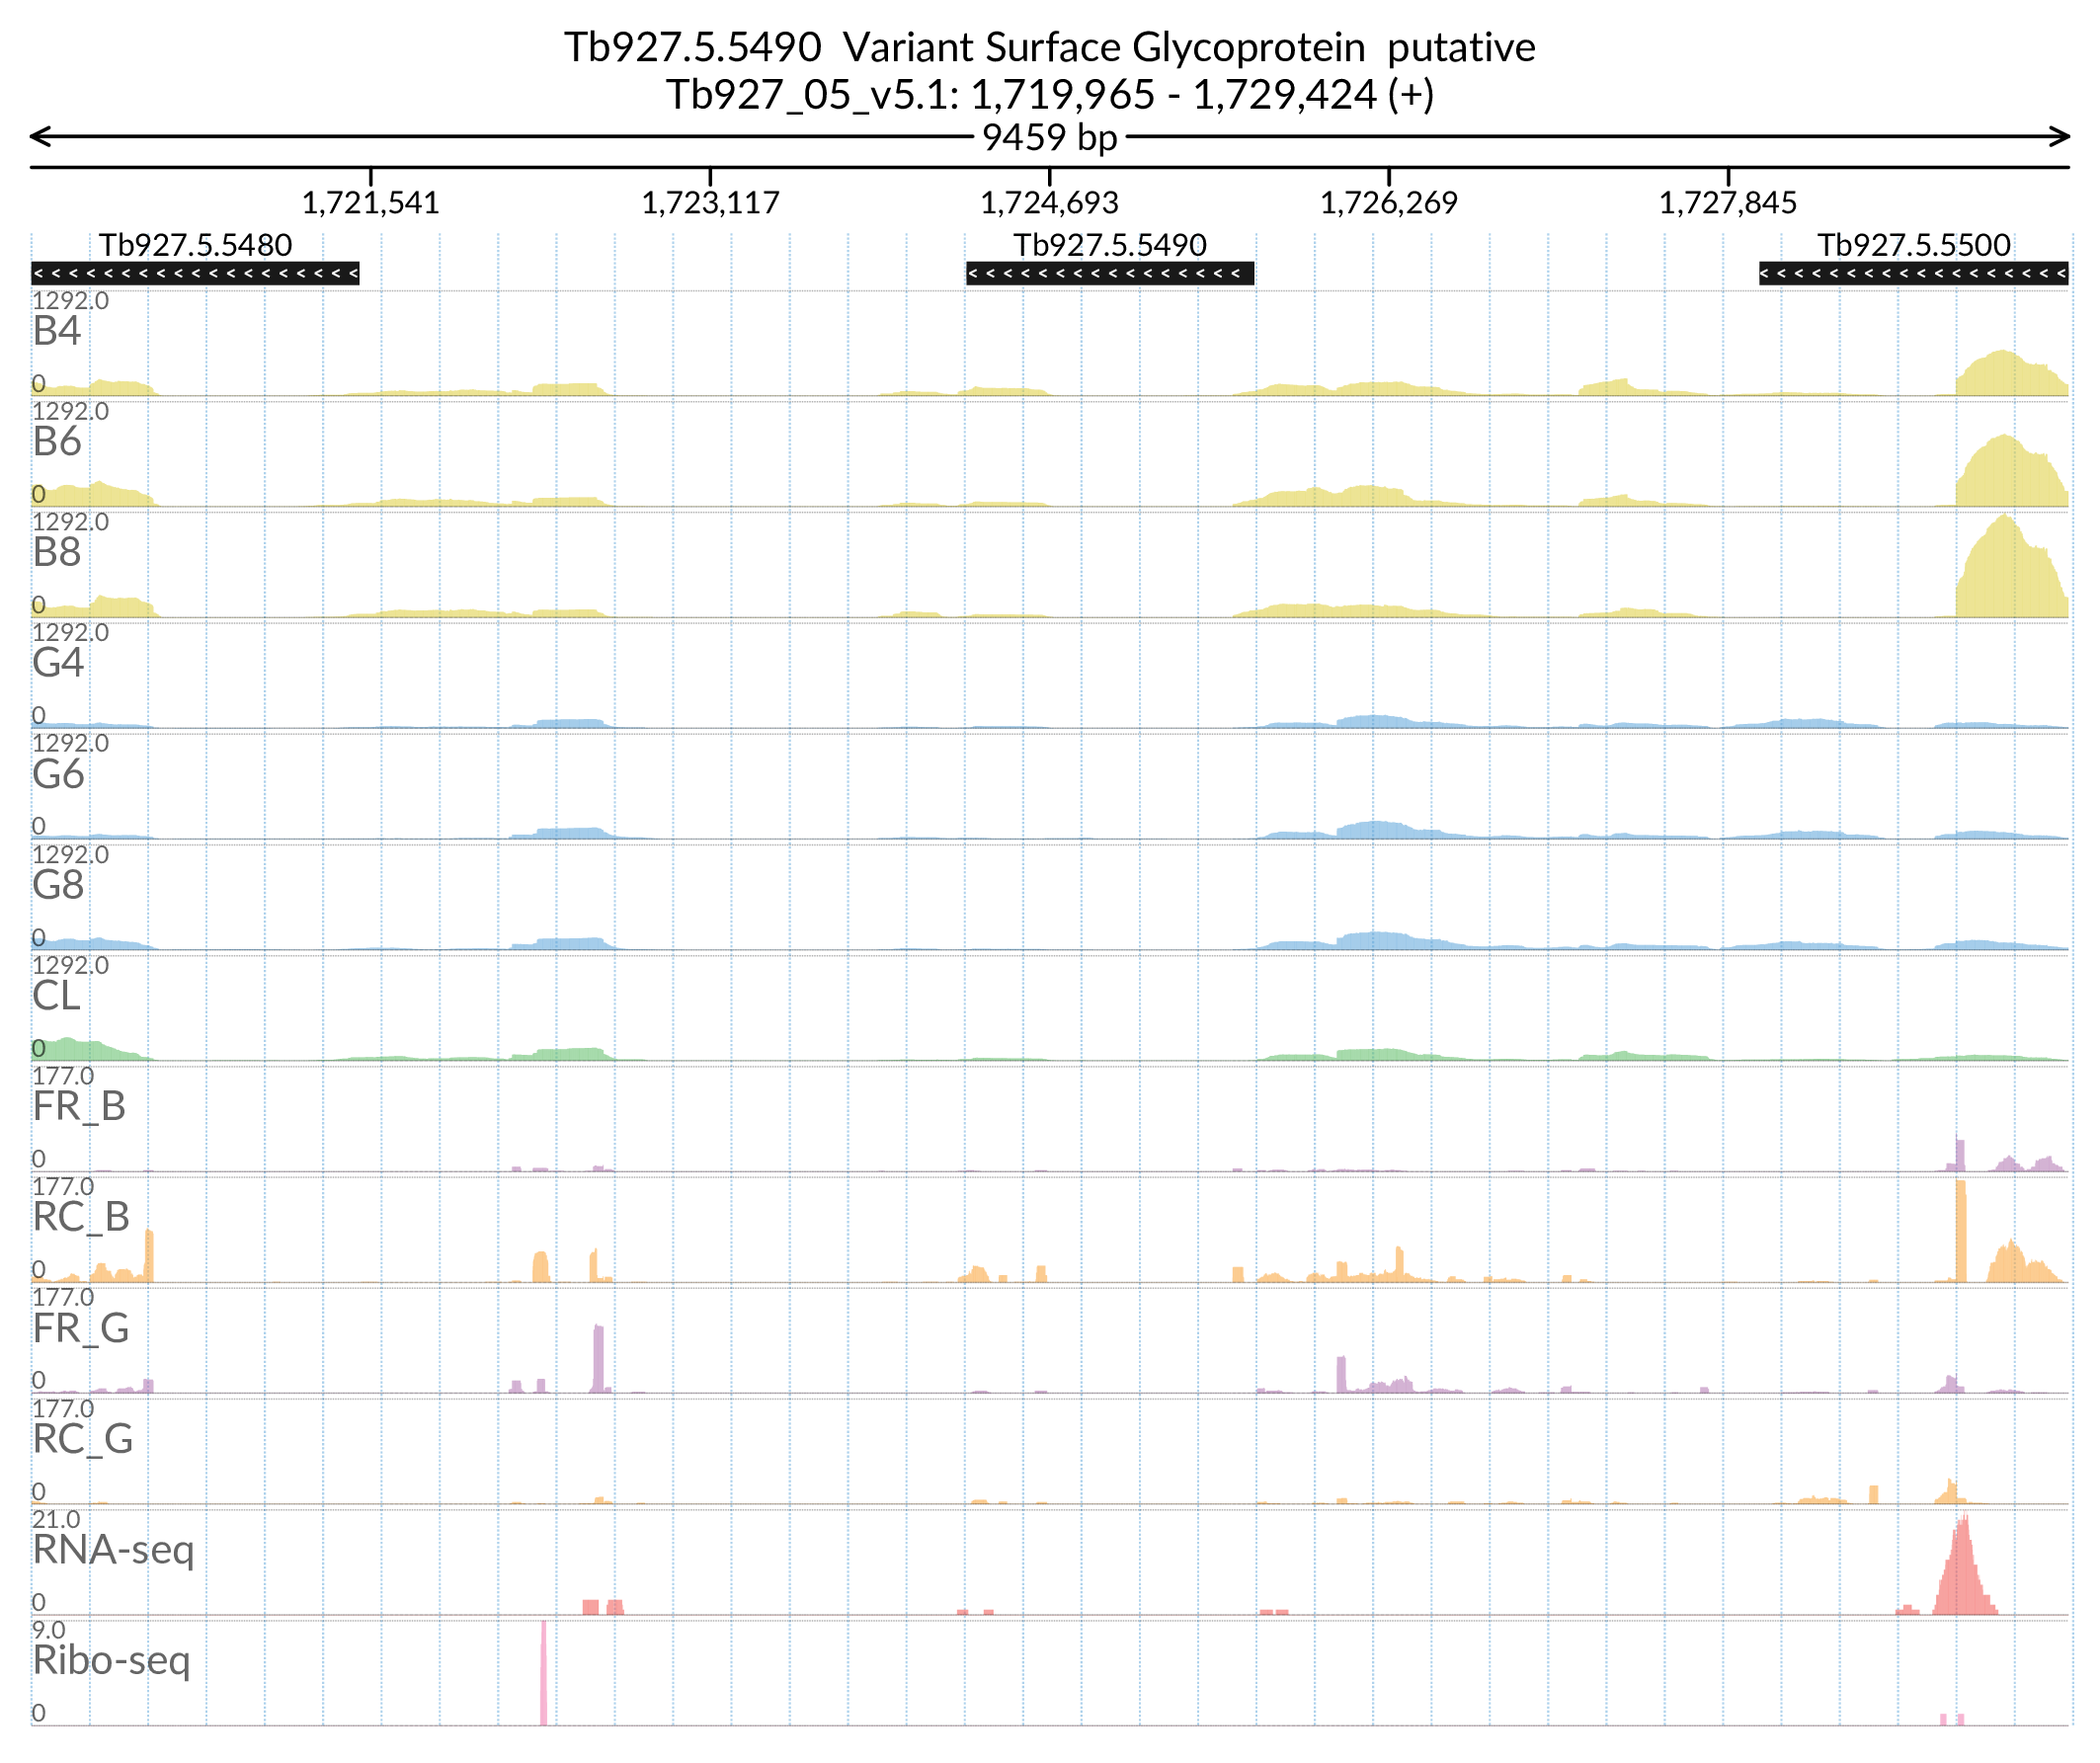 Tb927.5.5490  Variant Surface Glycoprotein  putative
Tb927_05_v5.1: 1,719,965 - 1,729,424 (+)
9459 bp
1,721,541 1,723,117 1,724,693 1,726,269 1,727,845
Tb927.5.5480 Tb927.5.5490 Tb927.5.5500
1292.0
B4
0
1292.0
B6
0
1292.0
B8
0
1292.0
G4
0
1292.0
G6
0
1292.0
G8
0
1292.0
CL
0
177.0
FR_B
0
177.0
RC_B
0
177.0
FR_G
0
177.0
RC_G
0
21.0
RNA-seq
0
9.0
Ribo-seq
0